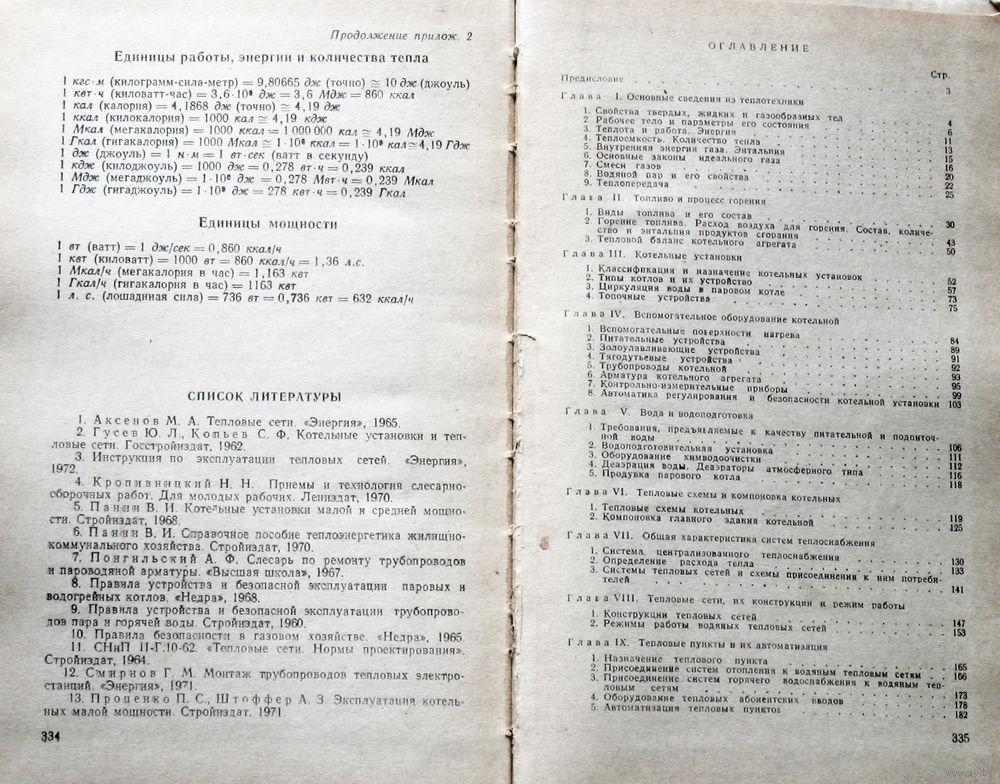 Продолжение прилож. 2
Единицы работы, энергии и количества тепла
1 кгс·м (килограмм-сила-метр) = 9,80665 дж (точно) ≅ 10 дж (джоуль)
1 квт·ч (киловатт-час) = 3,6·10⁶ дж = 3,6 Мдж = 860 ккал
1 кал (калория) = 4,1868 дж (точно) ≅ 4,19 дж
1 ккал (килокалория) = 1000 кал ≅ 4,19 кдж
1 Мкал (мегакалория) = 1000 ккал = 1 000 000 кал ≅ 4,19 Мдж
1 Гкал (гигакалория) = 1000 Мкал ≅ 1·10⁶ ккал = 1·10⁹ кал ≅ 4,19 Гдж
1 дж (джоуль) = 1 н·м = 1 вт·сек (ватт в секунду)
1 кдж (килоджоуль) = 1000 дж = 0,278 вт·ч = 0,239 ккал
1 Мдж (мегаджоуль) = 1·10⁶ дж = 0,278 Мвт·ч = 0,239 Мкал
1 Гдж (гигаджоуль) = 1·10⁹ дж = 278 квт·ч = 0,239 Гкал
Единицы мощности
1 вт (ватт) = 1 дж/сек = 0,860 ккал/ч
1 квт (киловатт) = 1000 вт = 860 ккал/ч = 1,36 л.с.
1 Мкал/ч (мегакалория в час) = 1,163 квт
1 Гкал/ч (гигакалория в час) = 1163 квт
1 л. с. (лошадиная сила) = 736 вт = 0,736 квт = 632 ккал/ч
СПИСОК ЛИТЕРАТУРЫ
1. Аксенов М. А. Тепловые сети. «Энергия», 1965.
2. Гусев Ю. Л., Копьев С. Ф. Котельные установки и теп-
ловые сети. Госстройиздат, 1962.
3. Инструкция по эксплуатации тепловых сетей. «Энергия»,
1972.
4. Кропивницкий Н. Н. Приемы и технология слесарно-
сборочных работ. Для молодых рабочих. Лениздат, 1970.
5. Панин В. И. Котельные установки малой и средней мощно-
сти. Стройиздат, 1968.
6. Панин В. И. Справочное пособие теплоэнергетика жилищно-
коммунального хозяйства. Стройиздат, 1970.
7. Понгильский А. Ф. Слесарь по ремонту трубопроводов
и пароводяной арматуры. «Высшая школа», 1967.
8. Правила устройства и безопасной эксплуатации паровых и
водогрейных котлов. «Недра», 1968.
9. Правила устройства и безопасной эксплуатации трубопрово-
дов пара и горячей воды. Стройиздат, 1960.
10. Правила безопасности в газовом хозяйстве. «Недра», 1965.
11. СНиП II-Г.10-62. «Тепловые сети. Нормы проектирования».
Стройиздат, 1964.
12. Смирнов Г. М. Монтаж трубопроводов тепловых электро-
станций. «Энергия», 1971.
13. Проценко П. С., Штоффер А. З. Эксплуатация котель-
ных малой мощности. Стройиздат. 1971.
334
ОГЛАВЛЕНИЕ
Стр.
Предисловие . . . 3
Глава I. Основные сведения из теплотехники
1. Свойства твердых, жидких и газообразных тел . . . 4
2. Рабочее тело и параметры его состояния . . . 6
3. Теплота и работа. Энергия . . . 11
4. Теплоемкость. Количество тепла . . . 13
5. Внутренняя энергия газа. Энтальпия . . . 15
6. Основные законы идеального газа . . . 16
7. Смеси газов . . . 20
8. Водяной пар и его свойства . . . 22
9. Теплопередача . . . 25
Глава II. Топливо и процесс горения
1. Виды топлива и его состав . . . 30
2. Горение топлива. Расход воздуха для горения. Состав, количе-
ство и энтальпия продуктов сгорания . . . 43
3. Тепловой баланс котельного агрегата . . . 50
Глава III. Котельные установки
1. Классификация и назначение котельных установок . . . 52
2. Типы котлов и их устройство . . . 57
3. Циркуляция воды в паровом котле . . . 73
4. Топочные устройства . . . 75
Глава IV. Вспомогательное оборудование котельной
1. Вспомогательные поверхности нагрева . . . 84
2. Питательные устройства . . . 89
3. Золоулавливающие устройства . . . 91
4. Тягодутьевые устройства . . . 92
5. Трубопроводы котельной . . . 93
6. Арматура котельного агрегата . . . 95
7. Контрольно-измерительные приборы . . . 99
8. Автоматика регулирования и безопасности котельной установки 103
Глава V. Вода и водоподготовка
1. Требования, предъявляемые к качеству питательной и подпиточ-
ной воды . . . 106
2. Водоподготовительная установка . . . 111
3. Оборудование химводоочистки . . . 112
4. Деаэрация воды. Деаэраторы атмосферного типа . . . 116
5. Продувка парового котла . . . 118
Глава VI. Тепловые схемы и компоновка котельных
1. Тепловые схемы котельных . . . 119
2. Компоновка главного здания котельной . . . 125
Глава VII. Общая характеристика систем теплоснабжения
1. Система централизованного теплоснабжения . . . 130
2. Определение расхода тепла . . . 133
3. Системы тепловых сетей и схемы присоединения к ним потреби-
телей . . . 141
Глава VIII. Тепловые сети, их конструкции и режим работы
1. Конструкции тепловых сетей . . . 147
2. Режимы работы водяных тепловых сетей . . . 153
Глава IX. Тепловые пункты и их автоматизация
1. Назначение теплового пункта . . . 165
2. Присоединение систем отопления к водяным тепловым сетям . . . 166
3. Присоединение систем горячего водоснабжения к водяным теп-
ловым сетям . . . 173
4. Оборудование тепловых абонентских вводов . . . 178
5. Автоматизация тепловых пунктов . . . 182
335
www.ay.by